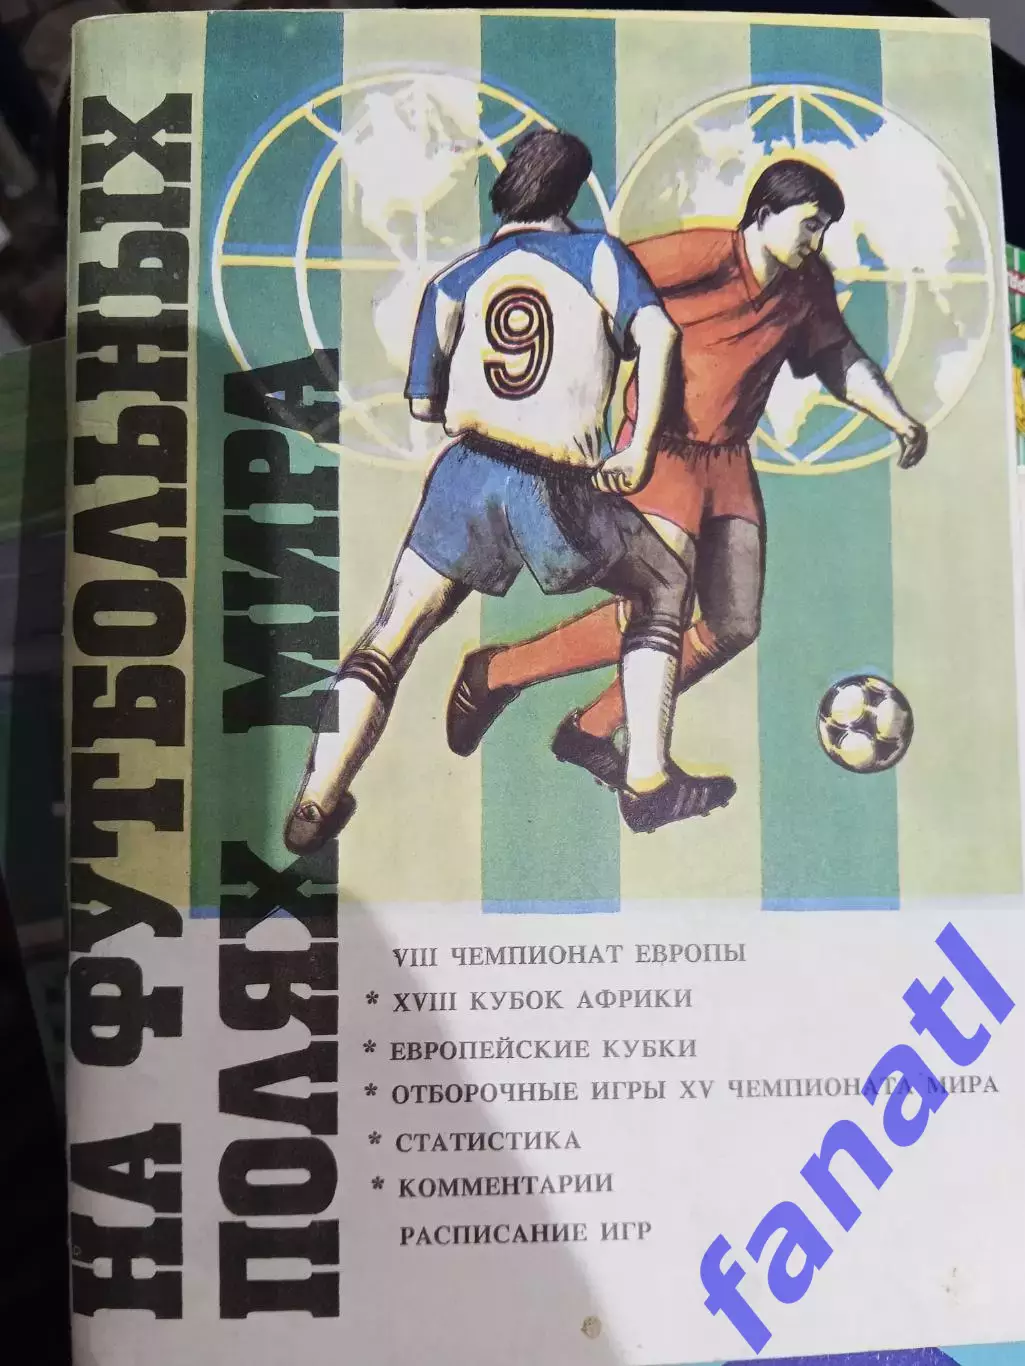 НА ФУТБОЛЬНЫХ
ПОЛЯХ МИРА
9
VIII ЧЕМПИОНАТ ЕВРОПЫ
* XVIII КУБОК АФРИКИ
* ЕВРОПЕЙСКИЕ КУБКИ
* ОТБОРОЧНЫЕ ИГРЫ XV ЧЕМПИОНАТА МИРА
* СТАТИСТИКА
* КОММЕНТАРИИ
РАСПИСАНИЕ ИГР
fanatl